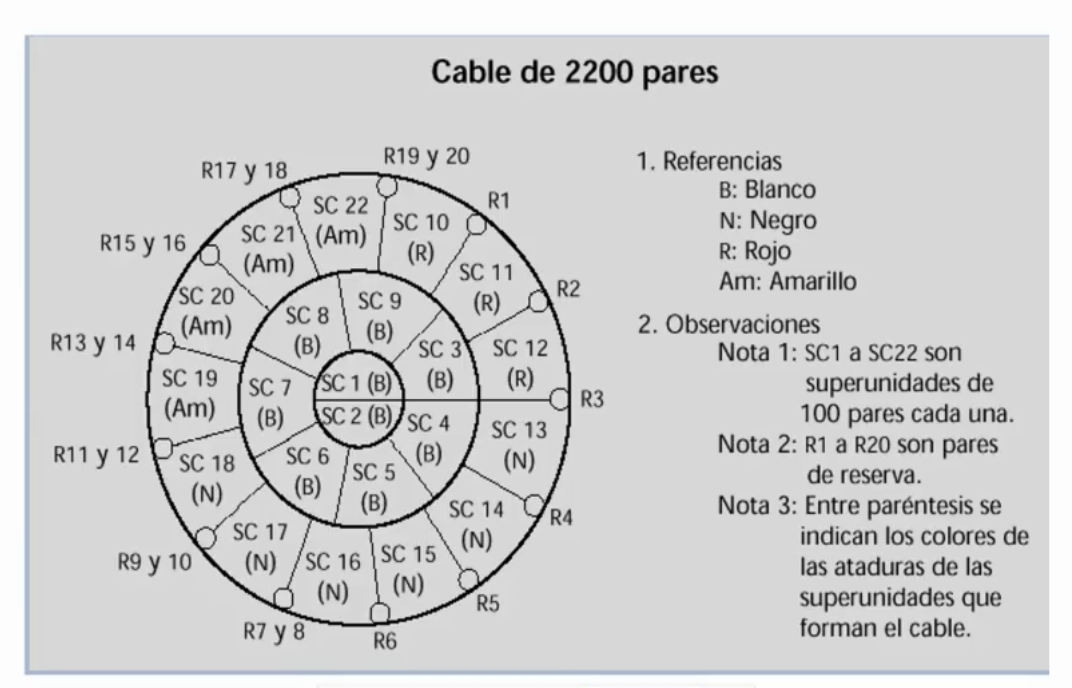 Cable de 2200 pares
R19 y 20
R17 y 18
R1
R15 y 16
R2
R13 y 14
R3
R11 y 12
R4
R9 y 10
R5
R7 y 8
R6
SC 22
(Am)
SC 10
(R)
SC 21
(Am)
SC 11
(R)
SC 20
(Am)
SC 9
(B)
SC 8
(B)
SC 3
(B)
SC 12
(R)
SC 19
(Am)
SC 7
(B)
SC 1 (B)
SC 2 (B)
SC 4
(B)
SC 13
(N)
SC 18
(N)
SC 6
(B)
SC 5
(B)
SC 14
(N)
SC 17
(N)
SC 16
(N)
SC 15
(N)
1. Referencias
B: Blanco
N: Negro
R: Rojo
Am: Amarillo
2. Observaciones
Nota 1: SC1 a SC22 son
superunidades de
100 pares cada una.
Nota 2: R1 a R20 son pares
de reserva.
Nota 3: Entre paréntesis se
indican los colores de
las ataduras de las
superunidades que
forman el cable.